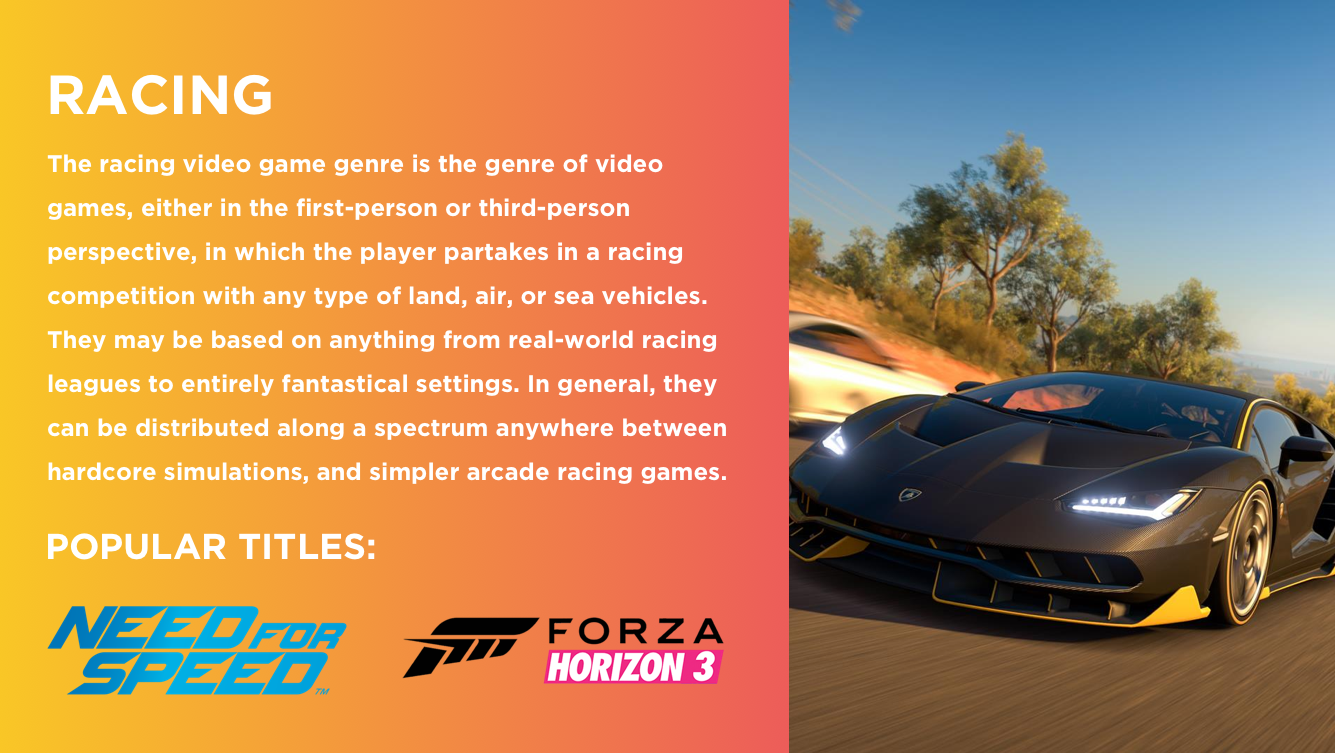 RACING
The racing video game genre is the genre of video
games, either in the first-person or third-person
perspective, in which the player partakes in a racing
competition with any type of land, air, or sea vehicles.
They may be based on anything from real-world racing
leagues to entirely fantastical settings. In general, they
can be distributed along a spectrum anywhere between
hardcore simulations, and simpler arcade racing games.
POPULAR TITLES:
NEED FOR
SPEED™
FORZA
HORIZON 3